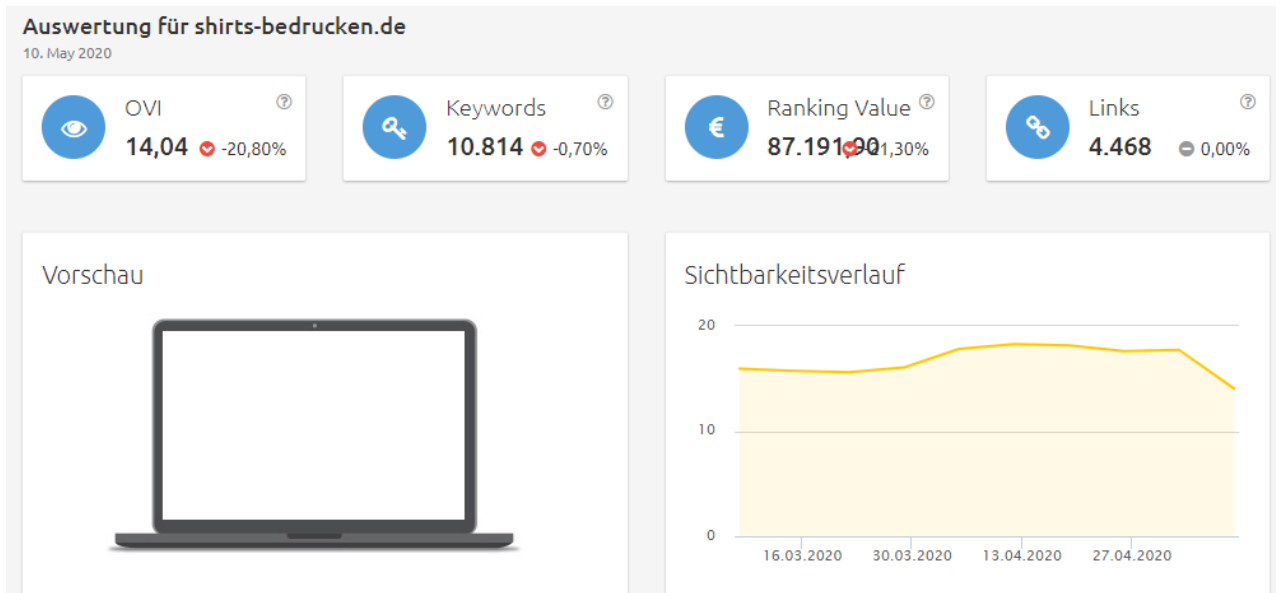 Auswertung für shirts-bedrucken.de
10. May 2020
OVI
14,04 -20,80%
Keywords
10.814 -0,70%
Ranking Value
87.191,90 -21,30%
Links
4.468 0,00%
Vorschau
Sichtbarkeitsverlauf
20
10
0
16.03.2020 30.03.2020 13.04.2020 27.04.2020